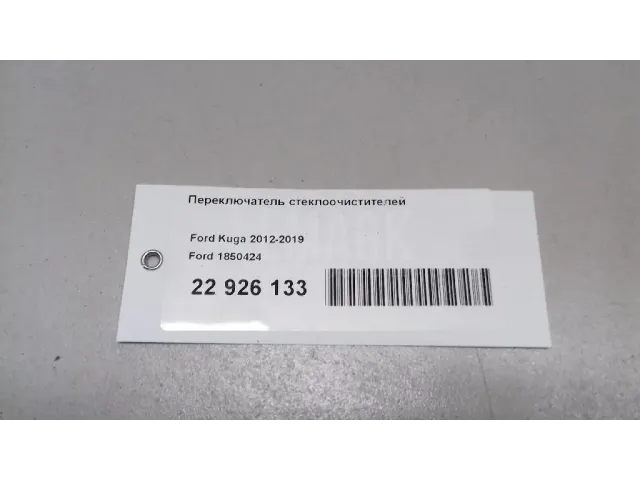 Переключатель стеклоочистителей
Ford Kuga 2012-2019
Ford 1850424
22 926 133